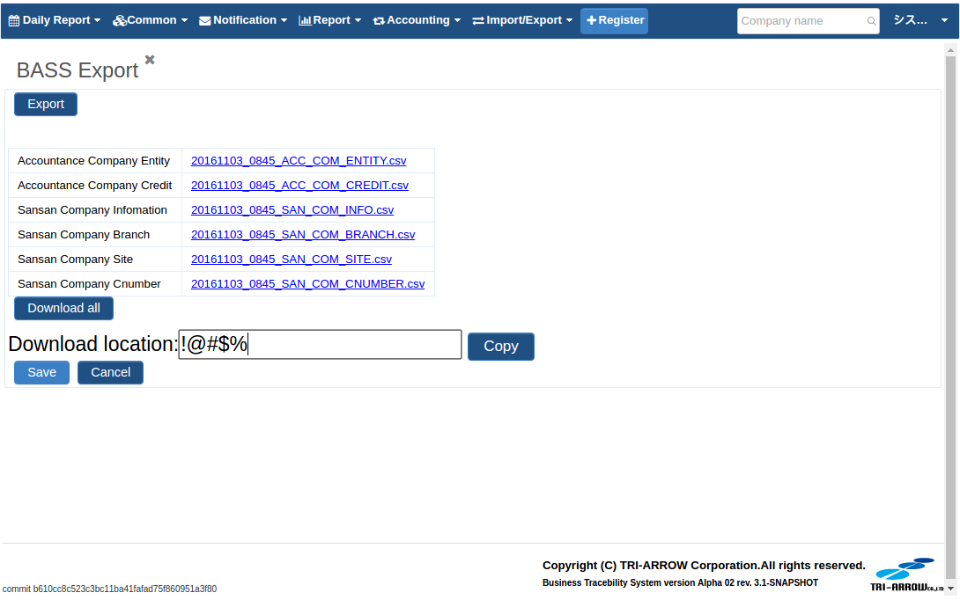 Daily Report Common Notification Report Accounting Import/Export +Register Company name シス...
BASS Export
Export
Accountance Company Entity 20161103_0845_ACC_COM_ENTITY.csv
Accountance Company Credit 20161103_0845_ACC_COM_CREDIT.csv
Sansan Company Infomation 20161103_0845_SAN_COM_INFO.csv
Sansan Company Branch 20161103_0845_SAN_COM_BRANCH.csv
Sansan Company Site 20161103_0845_SAN_COM_SITE.csv
Sansan Company Cnumber 20161103_0845_SAN_COM_CNUMBER.csv
Download all
Download location: !@#$% Copy
Save Cancel
Copyright (C) TRI-ARROW Corporation.All rights reserved.
Business Tracebility System version Alpha 02 rev. 3.1-SNAPSHOT
TRI-ARROW CO.,LTD
commit b610cc8c523c3bc11ba41fafad75f860951a3f80